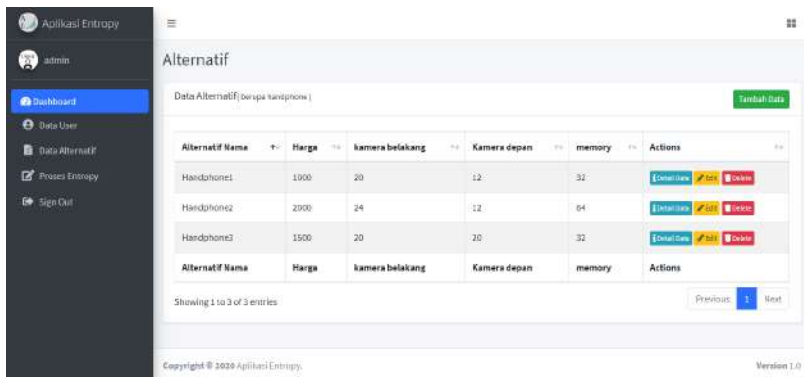 Aplikasi Entropy
admin
Dashboard
Data User
Data Alternatif
Proses Entropy
Sign Out
Alternatif
Data Alternatif( berupa handphone )
Tambah Data
Alternatif Nama Harga kamera belakang Kamera depan memory Actions
Handphone1 1000 20 12 32 Detail Data Edit Delete
Handphone2 2000 24 12 64 Detail Data Edit Delete
Handphone3 1500 20 20 32 Detail Data Edit Delete
Alternatif Nama Harga kamera belakang Kamera depan memory Actions
Showing 1 to 3 of 3 entries
Previous 1 Next
Copyright © 2020 Aplikasi Entropy.
Version 1.0